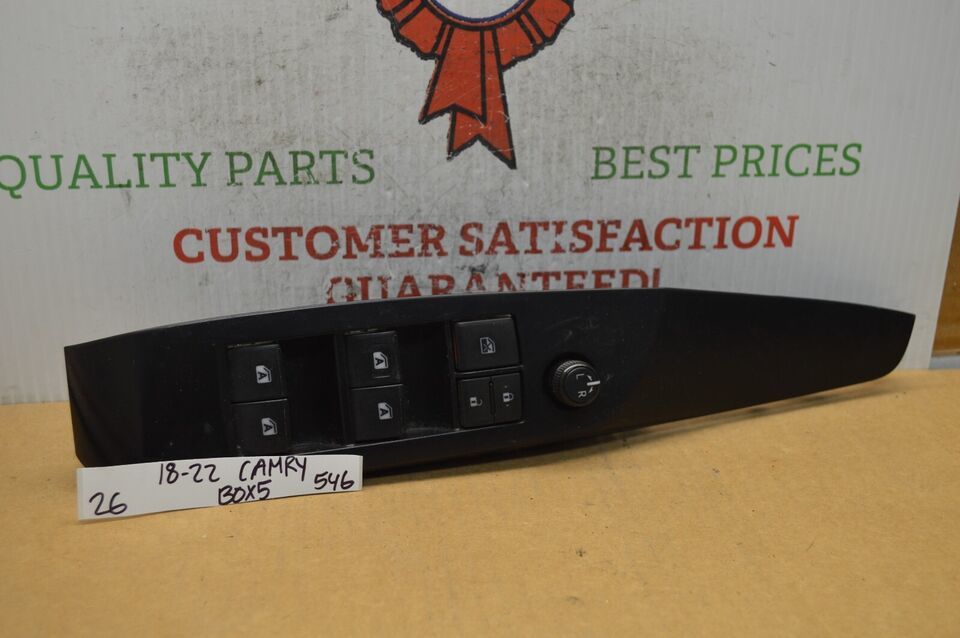 QUALITY PARTS BEST PRICES
CUSTOMER SATISFACTION
GUARANTEED!
A A
A A
L R
18-22 CAMRY
26 BOX5 546